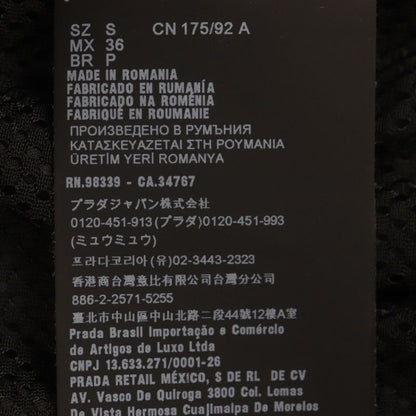 SZ S CN 175/92 A
MX 36
BR P
MADE IN ROMANIA
FABRICADO EN RUMANÍA
FABRICADO NA ROMÉNIA
FABRIQUÉ EN ROUMANIE
ПРОИЗВЕДЕНО В РУМЪНИЯ
ΚΑΤΑΣΚΕΥΑΖΕΤΑΙ ΣΤΗ ΡΟΥΜΑΝΙΑ
ÜRETİM YERİ ROMANYA
RN.98339 - CA.34767
プラダジャパン株式会社
0120-451-913 (プラダ)0120-451-993
(ミュウミュウ)
프라다코리아 (유) 02-3443-2323
香港商台灣意比有限公司台灣分公司
886-2-2571-5255
臺北市中山區中山北路二段44號12樓A室
Prada Brasil Importação e Comércio
de Artigos de Luxo Ltda
CNPJ 13.633.271/0001-26
PRADA RETAIL MÉXICO, S DE RL DE CV
AV. Vasco De Quiroga 3800 Col. Lomas
De Vista Hermosa Cuajimalpa De Morelos